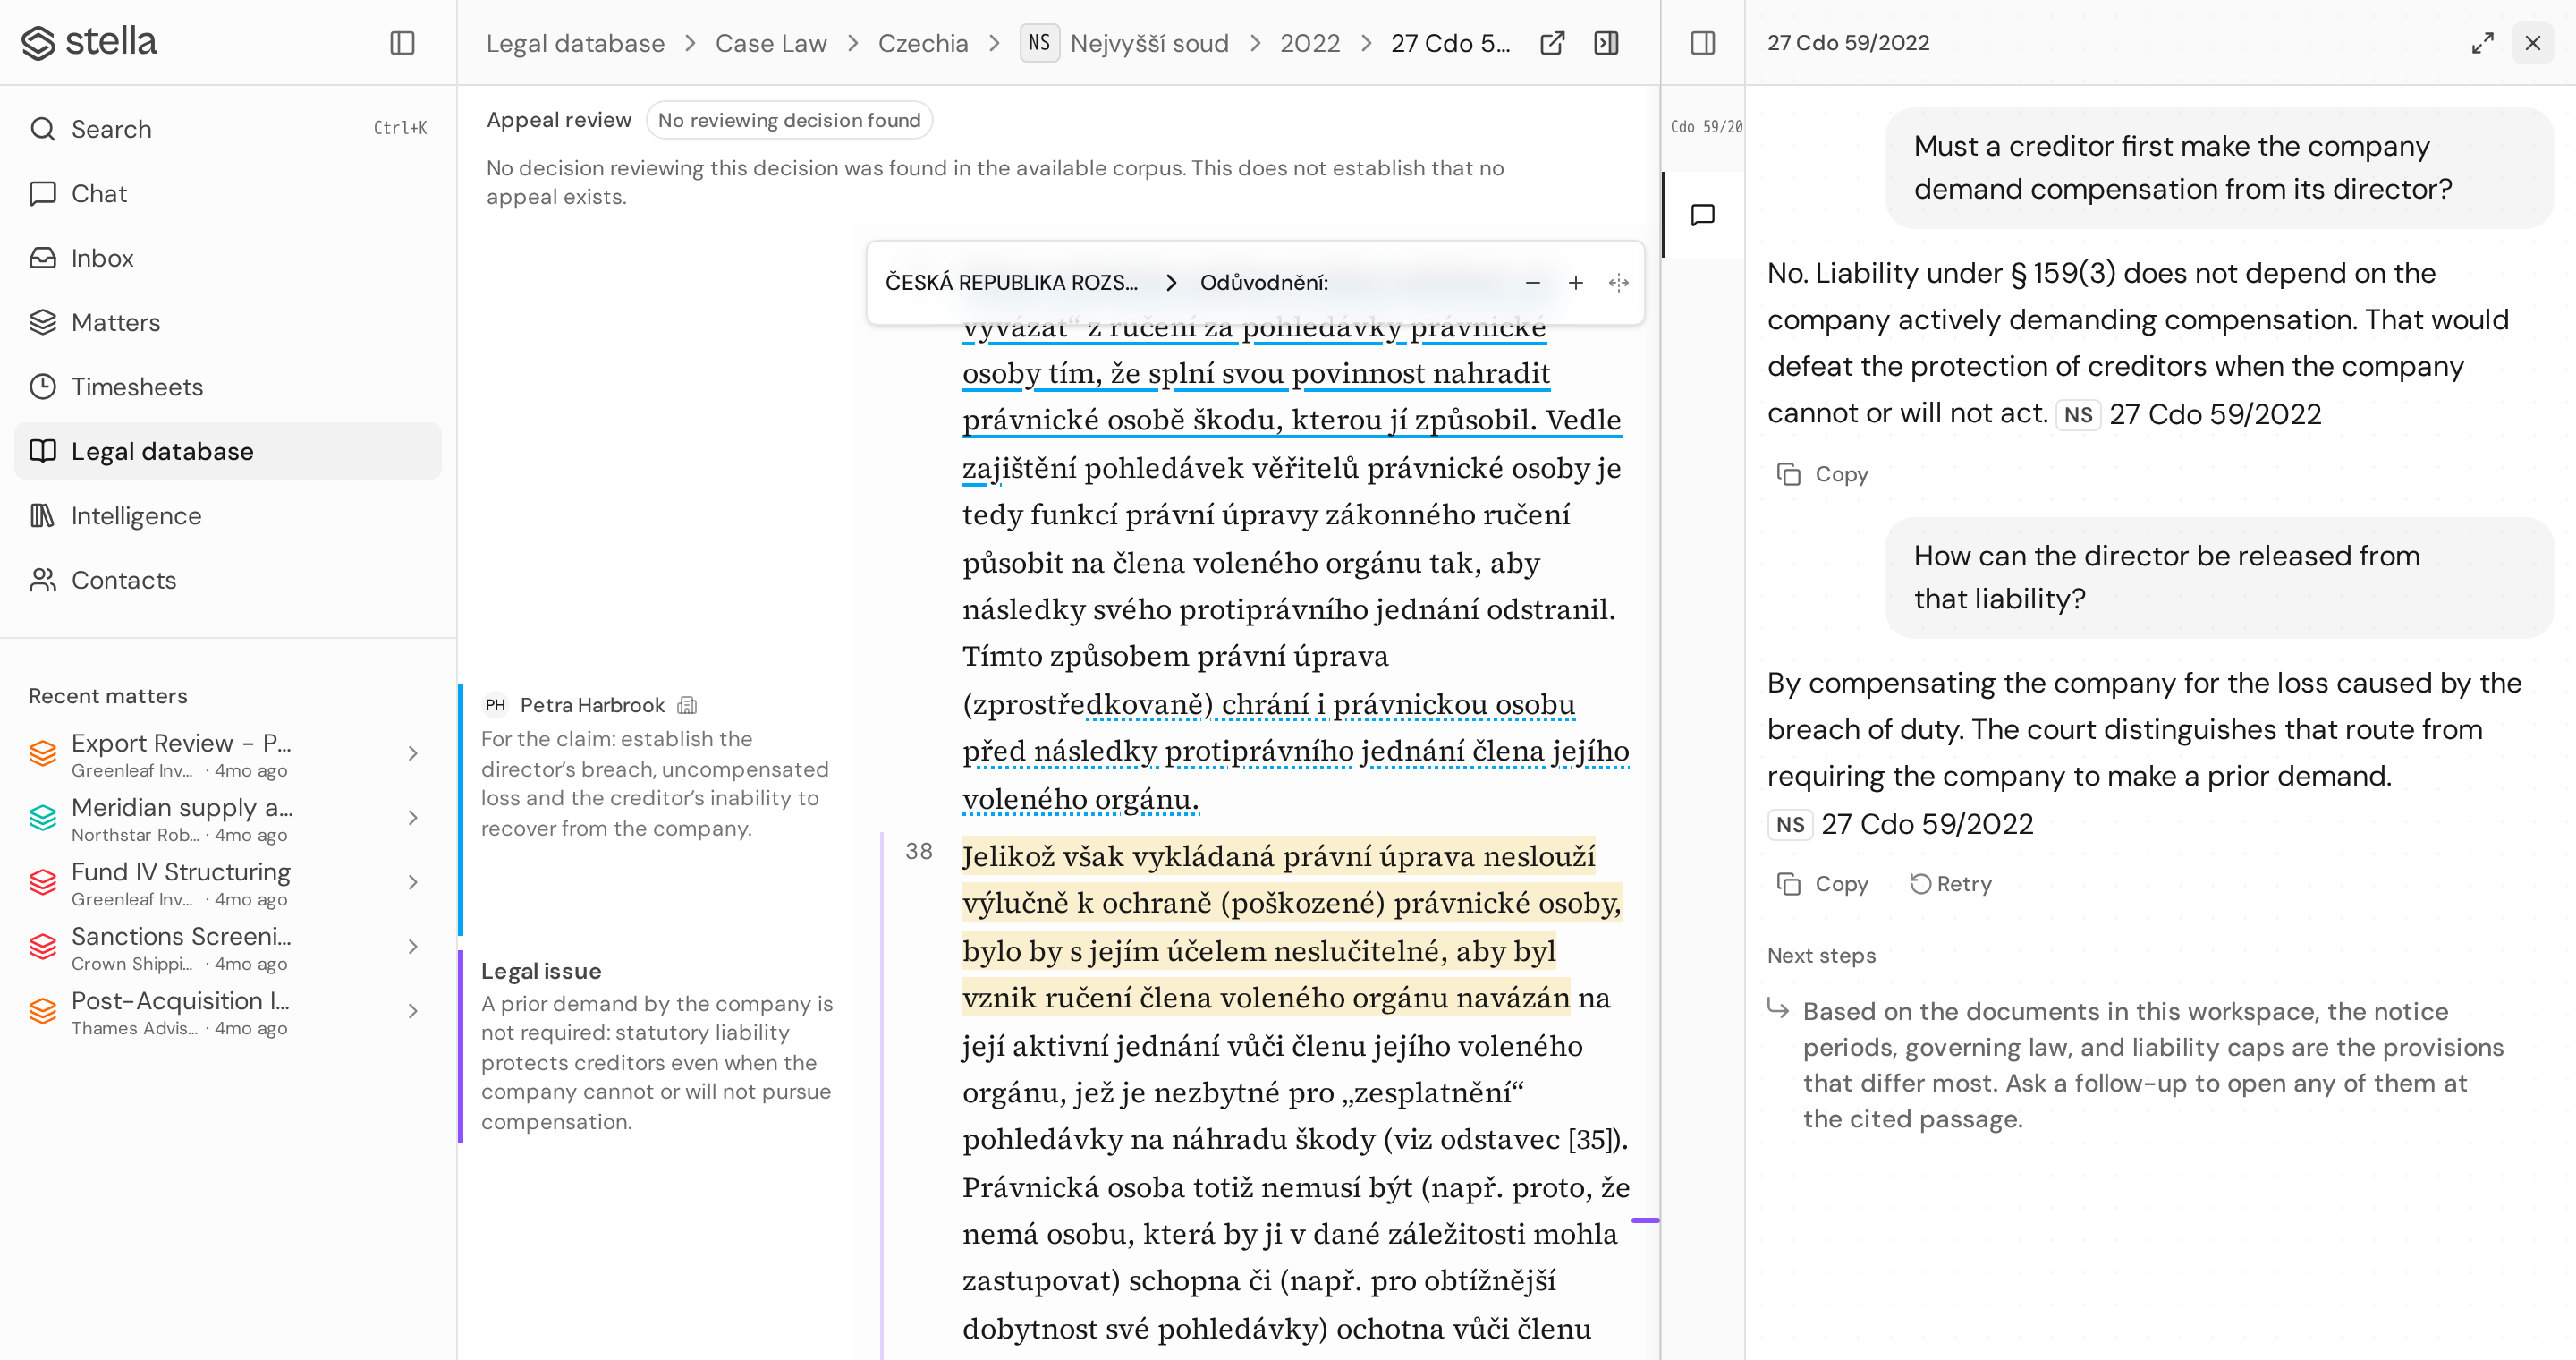 stella
Search Ctrl+K
Chat
Inbox
Matters
Timesheets
Legal database
Intelligence
Contacts
Recent matters
Export Review - P...
Greenleaf Inv... · 4mo ago
Meridian supply a...
Northstar Rob... · 4mo ago
Fund IV Structuring
Greenleaf Inv... · 4mo ago
Sanctions Screeni...
Crown Shippi... · 4mo ago
Post-Acquisition I...
Thames Advis... · 4mo ago
Legal database > Case Law > Czechia > NS Nejvyšší soud > 2022 > 27 Cdo 5...
Appeal review No reviewing decision found
No decision reviewing this decision was found in the available corpus. This does not establish that no
appeal exists.
ČESKÁ REPUBLIKA ROZS... > Odůvodnění:
vyvázat“ z ručení za pohledávky právnické
osoby tím, že splní svou povinnost nahradit
právnické osobě škodu, kterou jí způsobil. Vedle
zajištění pohledávek věřitelů právnické osoby je
tedy funkcí právní úpravy zákonného ručení
působit na člena voleného orgánu tak, aby
následky svého protiprávního jednání odstranil.
Tímto způsobem právní úprava
(zprostředkovaně) chrání i právnickou osobu
před následky protiprávního jednání člena jejího
voleného orgánu.
PH Petra Harbrook
For the claim: establish the
director’s breach, uncompensated
loss and the creditor’s inability to
recover from the company.
Legal issue
A prior demand by the company is
not required: statutory liability
protects creditors even when the
company cannot or will not pursue
compensation.
38 Jelikož však vykládaná právní úprava neslouží
výlučně k ochraně (poškozené) právnické osoby,
bylo by s jejím účelem neslučitelné, aby byl
vznik ručení člena voleného orgánu navázán na
její aktivní jednání vůči členu jejího voleného
orgánu, jež je nezbytné pro „zesplatnění“
pohledávky na náhradu škody (viz odstavec [35]).
Právnická osoba totiž nemusí být (např. proto, že
nemá osobu, která by ji v dané záležitosti mohla
zastupovat) schopna či (např. pro obtížnější
dobytnost své pohledávky) ochotna vůči členu
Cdo 59/20
27 Cdo 59/2022
Must a creditor first make the company
demand compensation from its director?
No. Liability under § 159(3) does not depend on the
company actively demanding compensation. That would
defeat the protection of creditors when the company
cannot or will not act. NS 27 Cdo 59/2022
Copy
How can the director be released from
that liability?
By compensating the company for the loss caused by the
breach of duty. The court distinguishes that route from
requiring the company to make a prior demand.
NS 27 Cdo 59/2022
Copy Retry
Next steps
Based on the documents in this workspace, the notice
periods, governing law, and liability caps are the provisions
that differ most. Ask a follow-up to open any of them at
the cited passage.